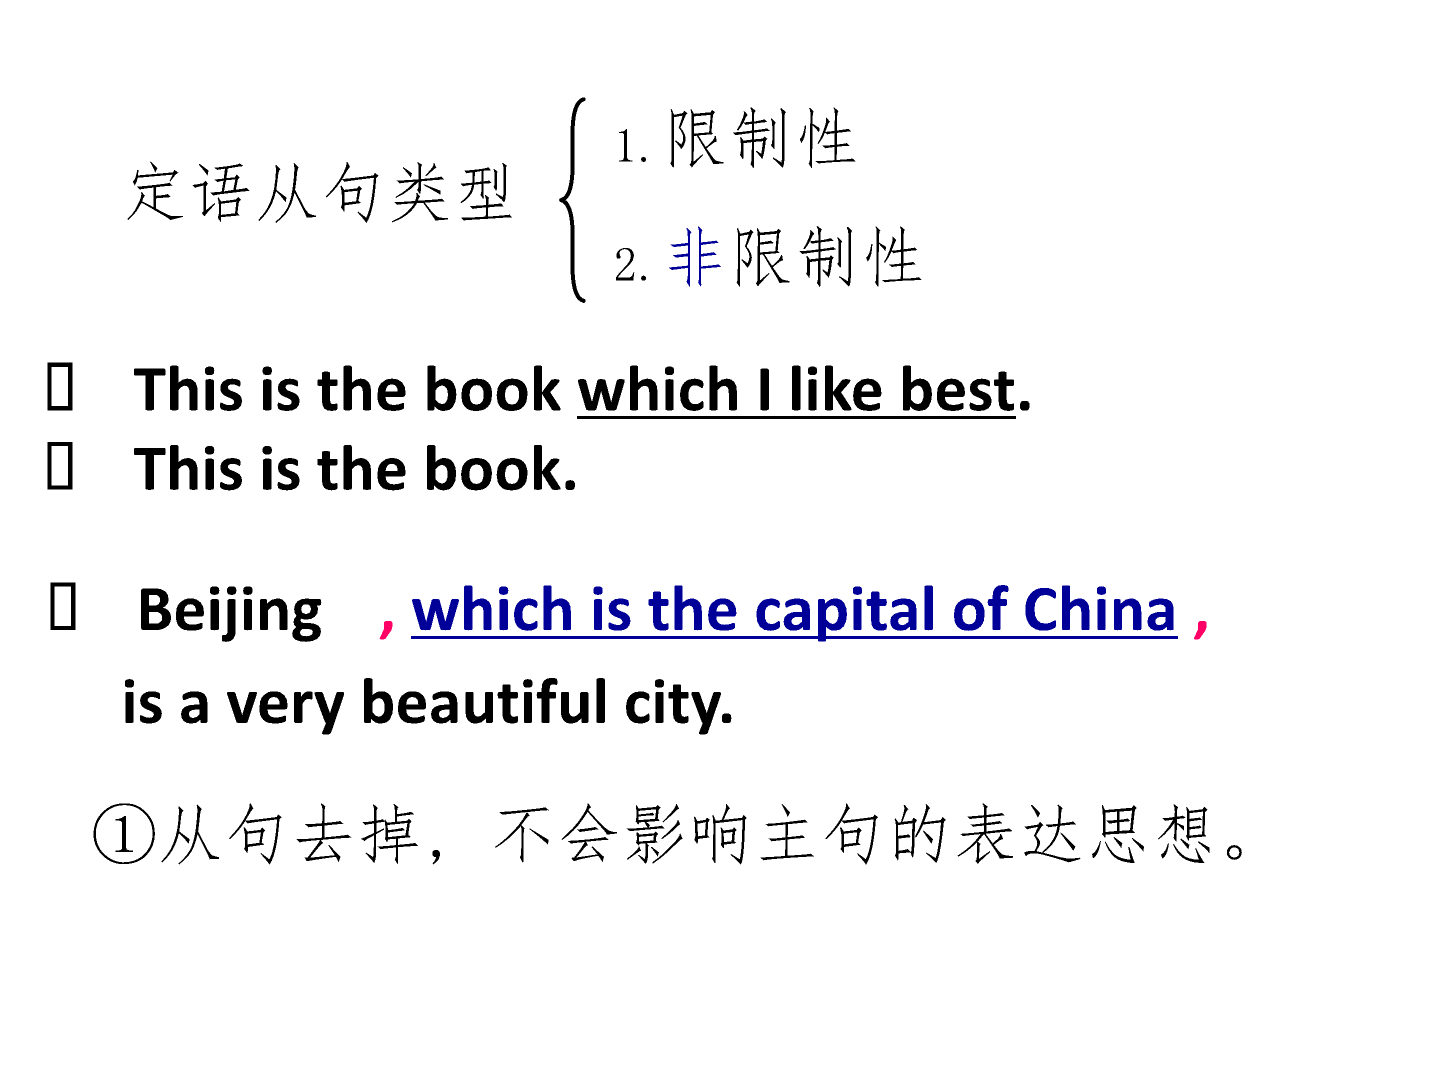 定语从句类型
1. 限制性
2. 非限制性
This is the book which I like best.
This is the book.
Beijing , which is the capital of China ,
is a very beautiful city.
①从句去掉，不会影响主句的表达思想。